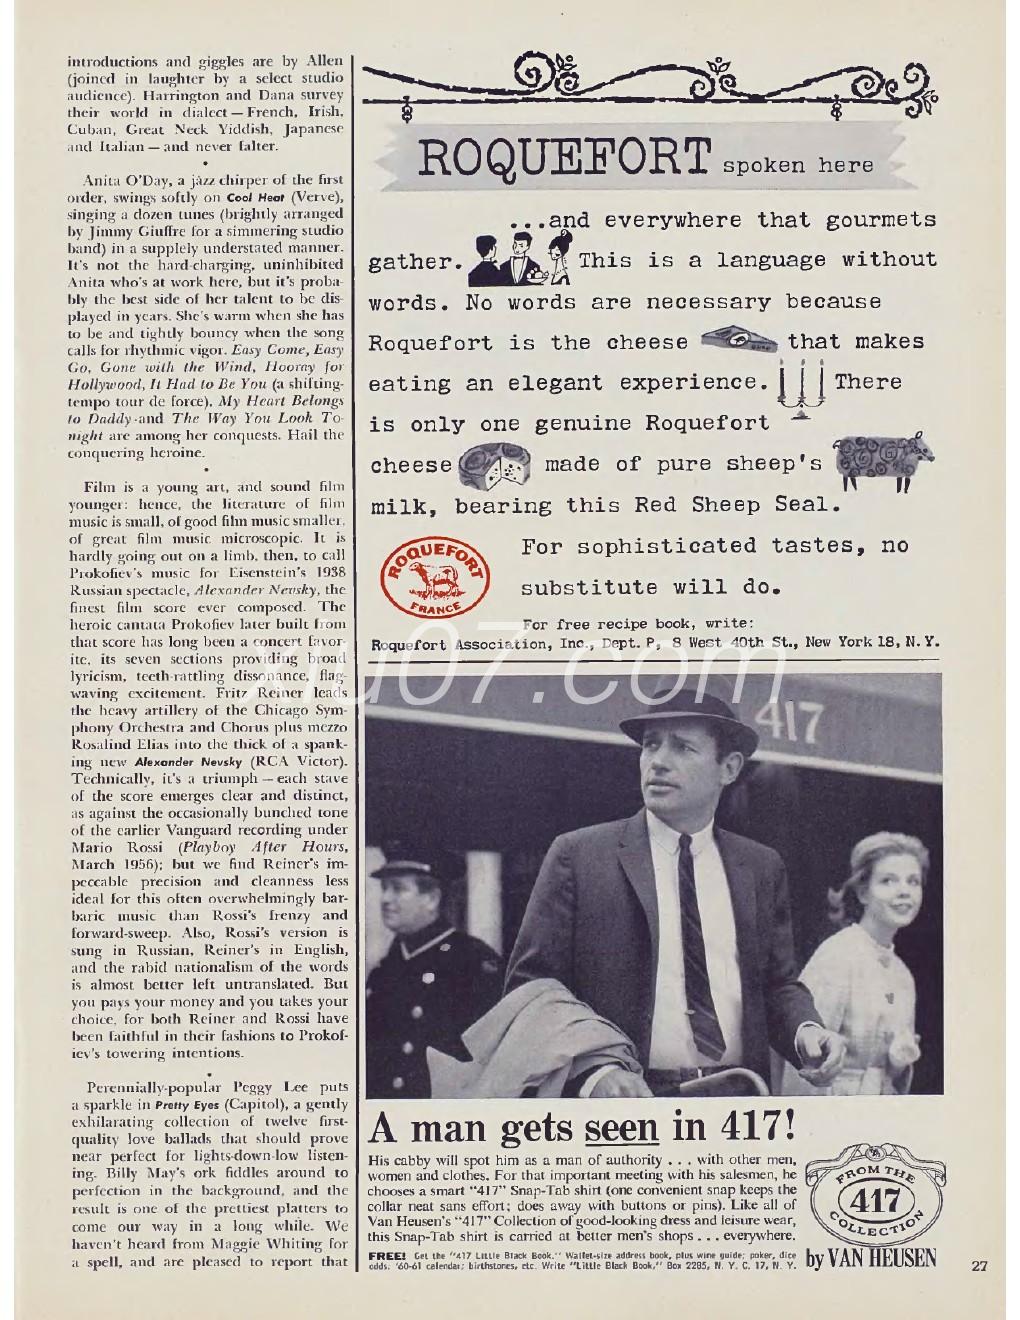 introductions and giggles are by Allen
(joined in laughter by a select studio
audience). Harrington and Dana survey
their world in dialect — French, Irish,
Cuban, Great Neck Yiddish, Japanese
and Italian — and never falter.
•
Anita O'Day, a jazz chirper of the first
order, swings softly on Cool Heat (Verve),
singing a dozen tunes (brightly arranged
by Jimmy Giuffre for a simmering studio
band) in a supplely understated manner.
It's not the hard-charging, uninhibited
Anita who's at work here, but it's proba-
bly the best side of her talent to be dis-
played in years. She's warm when she has
to be and tightly bouncy when the song
calls for rhythmic vigor. Easy Come, Easy
Go, Gone with the Wind, Hooray for
Hollywood, It Had to Be You (a shifting-
tempo tour de force), My Heart Belongs
to Daddy and The Way You Look To-
night are among her conquests. Hail the
conquering heroine.
•
Film is a young art, and sound film
younger: hence, the literature of film
music is small, of good film music smaller,
of great film music microscopic. It is
hardly going out on a limb, then, to call
Prokofiev's music for Eisenstein's 1938
Russian spectacle, Alexander Nevsky, the
finest film score ever composed. The
heroic cantata Prokofiev later built from
that score has long been a concert favor-
ite, its seven sections providing broad
lyricism, teeth-rattling dissonance, flag-
waving excitement. Fritz Reiner leads
the heavy artillery of the Chicago Sym-
phony Orchestra and Chorus plus mezzo
Rosalind Elias into the thick of a spank-
ing new Alexander Nevsky (RCA Victor).
Technically, it's a triumph — each stave
of the score emerges clear and distinct,
as against the occasionally bunched tone
of the earlier Vanguard recording under
Mario Rossi (Playboy After Hours,
March 1956); but we find Reiner's im-
peccable precision and cleanness less
ideal for this often overwhelmingly bar-
baric music than Rossi's frenzy and
forward-sweep. Also, Rossi's version is
sung in Russian, Reiner's in English,
and the rabid nationalism of the words
is almost better left untranslated. But
you pays your money and you takes your
choice, for both Reiner and Rossi have
been faithful in their fashions to Prokof-
iev's towering intentions.
•
Perennially-popular Peggy Lee puts
a sparkle in Pretty Eyes (Capitol), a gently
exhilarating collection of twelve first-
quality love ballads that should prove
near perfect for lights-down-low listen-
ing. Billy May's ork fiddles around to
perfection in the background, and the
result is one of the prettiest platters to
come our way in a long while. We
haven't heard from Maggie Whiting for
a spell, and are pleased to report that
ROQUEFORT spoken here
...and everywhere that gourmets
gather. This is a language without
words. No words are necessary because
Roquefort is the cheese that makes
eating an elegant experience. There
is only one genuine Roquefort
cheese made of pure sheep's
milk, bearing this Red Sheep Seal.
ROQUEFORT
FRANCE
For sophisticated tastes, no
substitute will do.
For free recipe book, write:
Roquefort Association, Inc., Dept. P, 8 West 40th St., New York 18, N.Y.
xiu07.com
417
A man gets seen in 417!
His cabby will spot him as a man of authority . . . with other men,
women and clothes. For that important meeting with his salesmen, he
chooses a smart "417" Snap-Tab shirt (one convenient snap keeps the
collar neat sans effort; does away with buttons or pins). Like all of
Van Heusen's "417" Collection of good-looking dress and leisure wear,
this Snap-Tab shirt is carried at better men's shops . . . everywhere.
FREE! Get the "417 Little Black Book." Wallet-size address book, plus wine guide; poker, dice
odds; '60-61 calendar; birthstones, etc. Write "Little Black Book," Box 2285, N. Y. C. 17, N. Y.
FROM THE
417
COLLECTION
by VAN HEUSEN
27